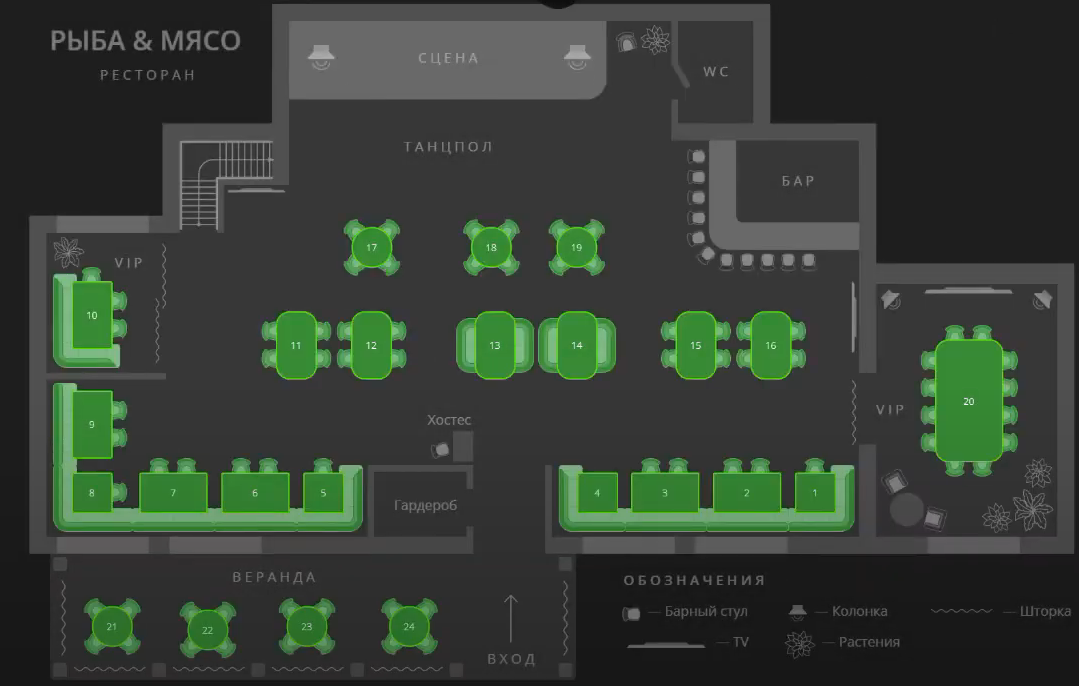 РЫБА & МЯСО
РЕСТОРАН
СЦЕНА
WC
ТАНЦПОЛ
БАР
VIP
17
18
19
10
11
12
13
14
15
16
VIP
20
9
Хостес
8
7
6
5
Гардероб
4
3
2
1
ВЕРАНДА
21
22
23
24
ВХОД
ОБОЗНАЧЕНИЯ
— Барный стул
— Колонка
— Шторка
— TV
— Растения